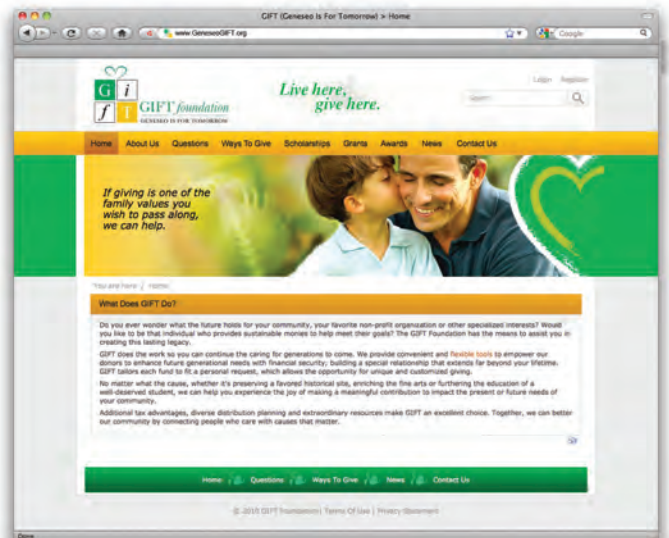 GIFT (Geneseo Is For Tomorrow) > Home
www.GeneseoGIFT.org
Google
Login Register
G i
f T
GIFT foundation
GENESEO IS FOR TOMORROW
Live here,
give here.
Search
Home About Us Questions Ways To Give Scholarships Grants Awards News Contact Us
If giving is one of the
family values you
wish to pass along,
we can help.
You are here / Home
What Does GIFT Do?
Do you ever wonder what the future holds for your community, your favorite non-profit organization or other specialized interests? Would
you like to be that individual who provides sustainable monies to help meet their goals? The GIFT Foundation has the means to assist you in
creating this lasting legacy.
GIFT does the work so you can continue the caring for generations to come. We provide convenient and flexible tools to empower our
donors to enhance future generational needs with financial security; building a special relationship that extends far beyond your lifetime.
GIFT tailors each fund to fit a personal request, which allows the opportunity for unique and customized giving.
No matter what the cause, whether it's preserving a favored historical site, enriching the fine arts or furthering the education of a
well-deserved student, we can help you experience the joy of making a meaningful contribution to impact the present or future needs of
your community.
Additional tax advantages, diverse distribution planning and extraordinary resources make GIFT an excellent choice. Together, we can better
our community by connecting people who care with causes that matter.
Home Questions Ways To Give News Contact Us
© 2010 GIFT Foundation | Terms Of Use | Privacy Statement
Done